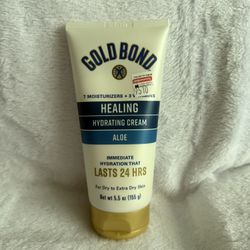 GOLD BOND
7 MOISTURIZERS + 3
HEALING
HYDRATING CREAM
ALOE
IMMEDIATE
HYDRATION THAT
LASTS 24 HRS
For Dry to Extra Dry Skin
Net wt 5.5 oz (155 g)